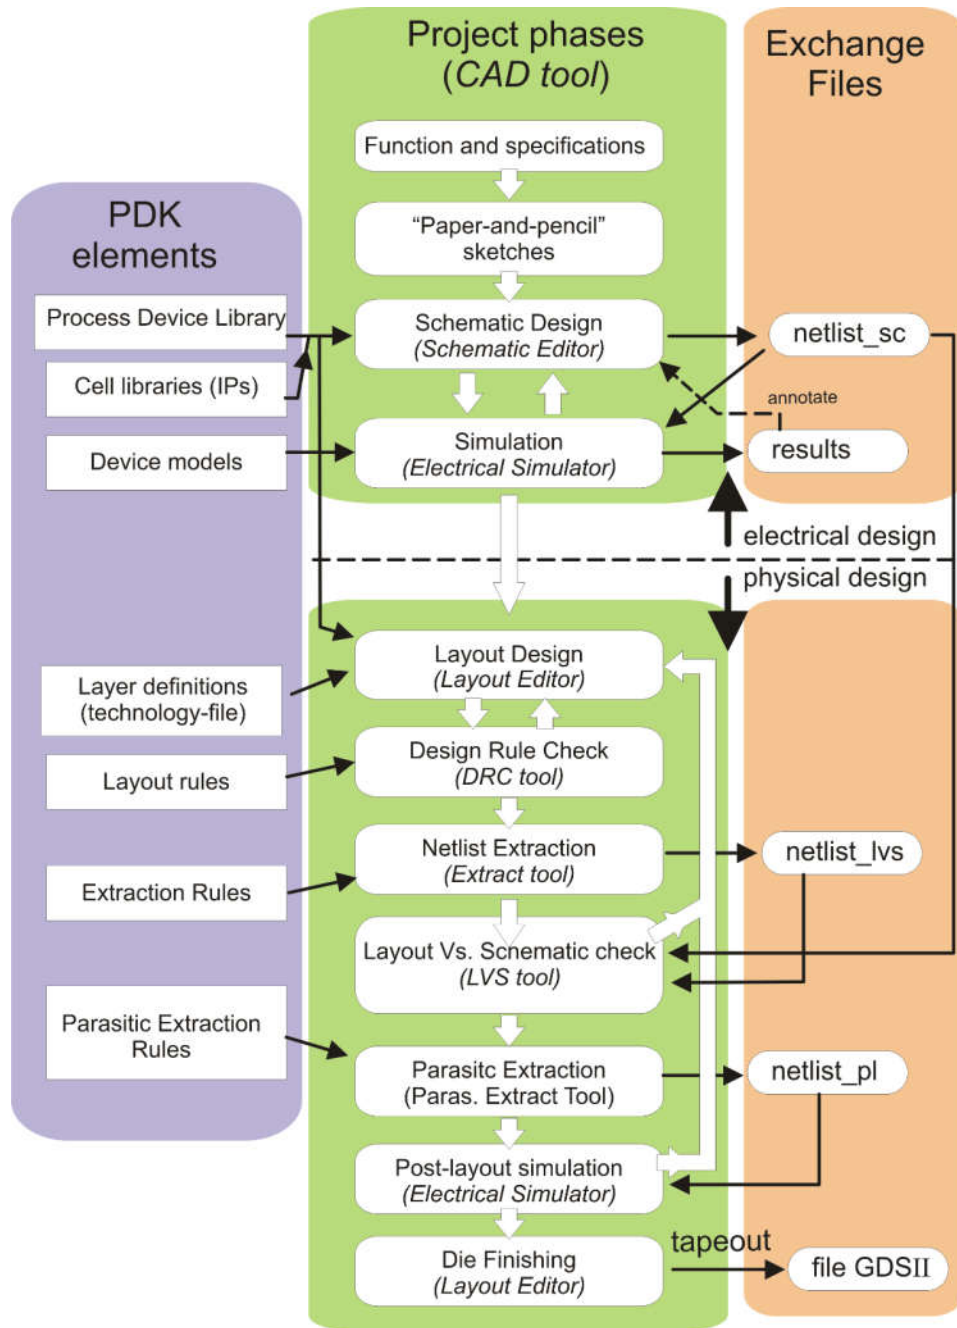 Project phases
(CAD tool)
Exchange
Files
Function and specifications
PDK
elements
“Paper-and-pencil”
sketches
Process Device Library
Schematic Design
(Schematic Editor)
netlist_sc
Cell libraries (IPs)
annotate
Device models
Simulation
(Electrical Simulator)
results
electrical design
physical design
Layout Design
(Layout Editor)
Layer definitions
(technology-file)
Design Rule Check
(DRC tool)
Layout rules
Netlist Extraction
(Extract tool)
netlist_lvs
Extraction Rules
Layout Vs. Schematic check
(LVS tool)
Parasitic Extraction
Rules
Parasitc Extraction
(Paras. Extract Tool)
netlist_pl
Post-layout simulation
(Electrical Simulator)
tapeout
Die Finishing
(Layout Editor)
file GDSII